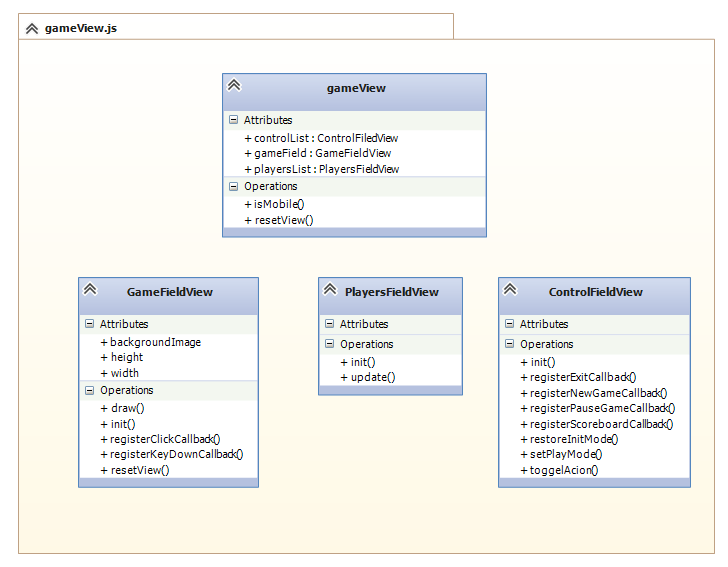 gameView.js
gameView
Attributes
+ controlList : ControlFiledView
+ gameField : GameFieldView
+ playersList : PlayersFieldView
Operations
+ isMobile()
+ resetView()
GameFieldView
Attributes
+ backgroundImage
+ height
+ width
Operations
+ draw()
+ init()
+ registerClickCallback()
+ registerKeyDownCallback()
+ resetView()
PlayersFieldView
Attributes
Operations
+ init()
+ update()
ControlFieldView
Attributes
Operations
+ init()
+ registerExitCallback()
+ registerNewGameCallback()
+ registerPauseGameCallback()
+ registerScoreboardCallback()
+ restoreInitMode()
+ setPlayMode()
+ toggelAcion()